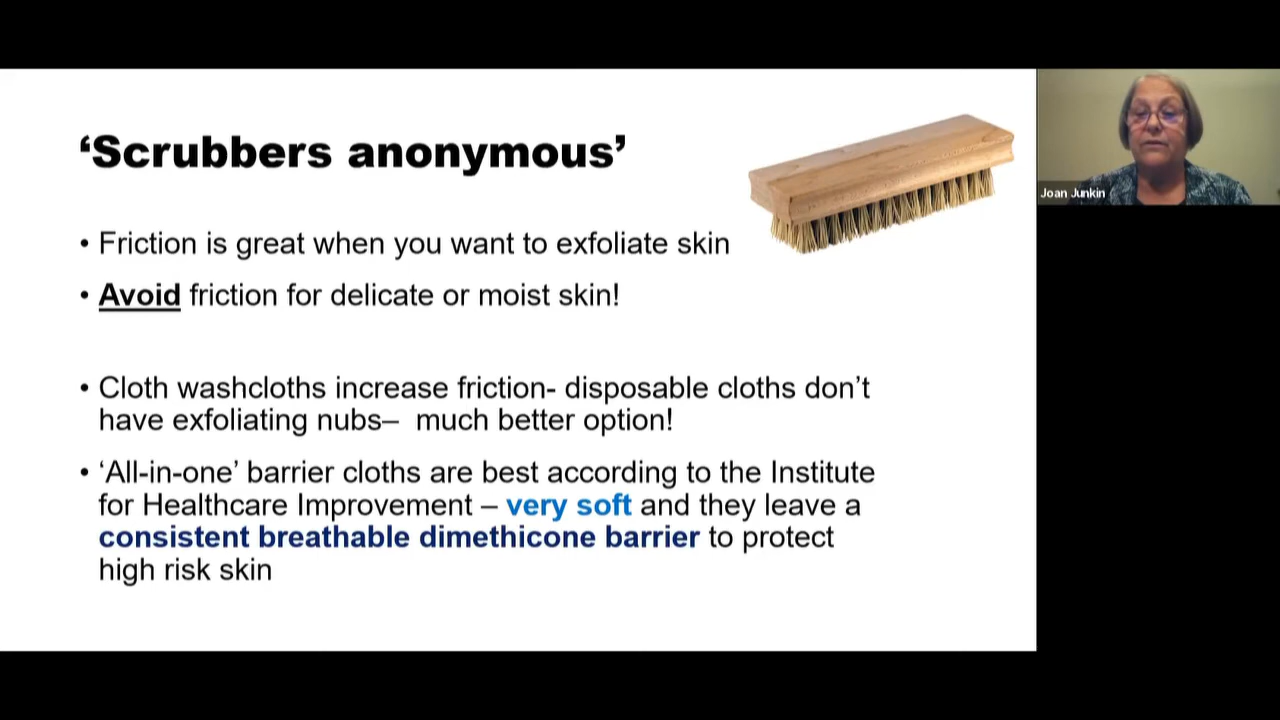 ‘Scrubbers anonymous’
• Friction is great when you want to exfoliate skin
• Avoid friction for delicate or moist skin!
• Cloth washcloths increase friction- disposable cloths don’t
have exfoliating nubs–  much better option!
• ‘All-in-one’ barrier cloths are best according to the Institute
for Healthcare Improvement – very soft and they leave a
consistent breathable dimethicone barrier to protect
high risk skin
Joan Junkin